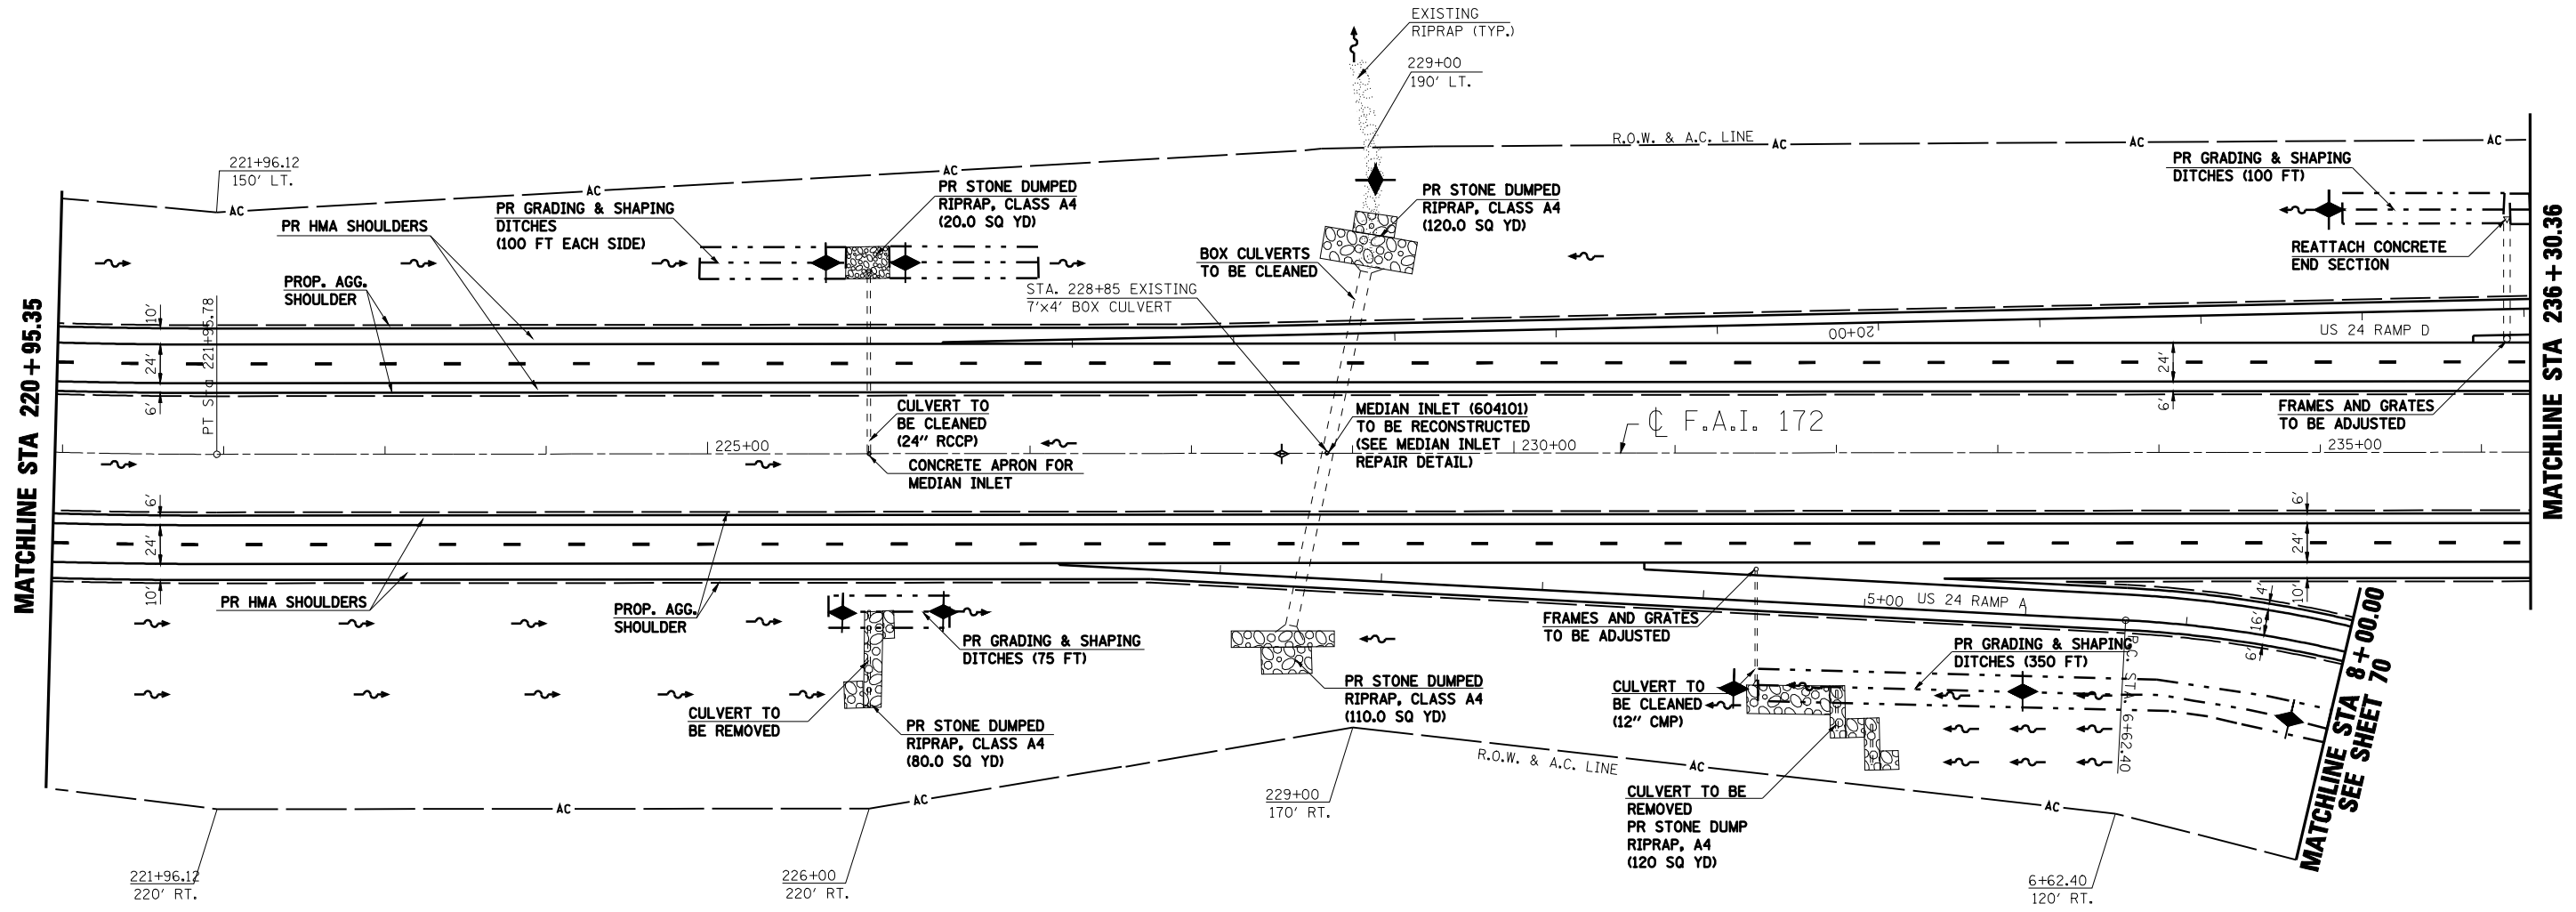 EXISTING
RIPRAP (TYP.)
229+00
190' LT.
R.O.W. & A.C. LINE
AC
AC
AC
PR GRADING & SHAPING
DITCHES (100 FT)
221+96.12
150' LT.
AC
AC
AC
PR HMA SHOULDERS
PR GRADING & SHAPING
DITCHES
(100 FT EACH SIDE)
PR STONE DUMPED
RIPRAP, CLASS A4
(20.0 SQ YD)
PR STONE DUMPED
RIPRAP, CLASS A4
(120.0 SQ YD)
BOX CULVERTS
TO BE CLEANED
REATTACH CONCRETE
END SECTION
PROP. AGG.
SHOULDER
STA. 228+85 EXISTING
7'x4' BOX CULVERT
MATCHLINE STA 220+95.35
10'
24'
6'
PT Sta 221+95.78
20+00
US 24 RAMP D
24'
6'
MATCHLINE STA 236+30.36
CULVERT TO
BE CLEANED
(24" RCCP)
MEDIAN INLET (604101)
TO BE RECONSTRUCTED
(SEE MEDIAN INLET
REPAIR DETAIL)
℄ F.A.I. 172
FRAMES AND GRATES
TO BE ADJUSTED
225+00
230+00
235+00
CONCRETE APRON FOR
MEDIAN INLET
6'
24'
10'
6'
24'
10'
PR HMA SHOULDERS
PROP. AGG.
SHOULDER
PR GRADING & SHAPING
DITCHES (75 FT)
FRAMES AND GRATES
TO BE ADJUSTED
5+00
US 24 RAMP A
4'
16'
6'
PR GRADING & SHAPING
DITCHES (350 FT)
P.C. STA. 6+62.40
MATCHLINE STA 8+00.00
SEE SHEET 70
CULVERT TO
BE REMOVED
PR STONE DUMPED
RIPRAP, CLASS A4
(80.0 SQ YD)
PR STONE DUMPED
RIPRAP, CLASS A4
(110.0 SQ YD)
CULVERT TO
BE CLEANED
(12" CMP)
R.O.W. & A.C. LINE
AC
AC
AC
AC
CULVERT TO BE
REMOVED
PR STONE DUMP
RIPRAP, A4
(120 SQ YD)
229+00
170' RT.
221+96.12
220' RT.
226+00
220' RT.
6+62.40
120' RT.